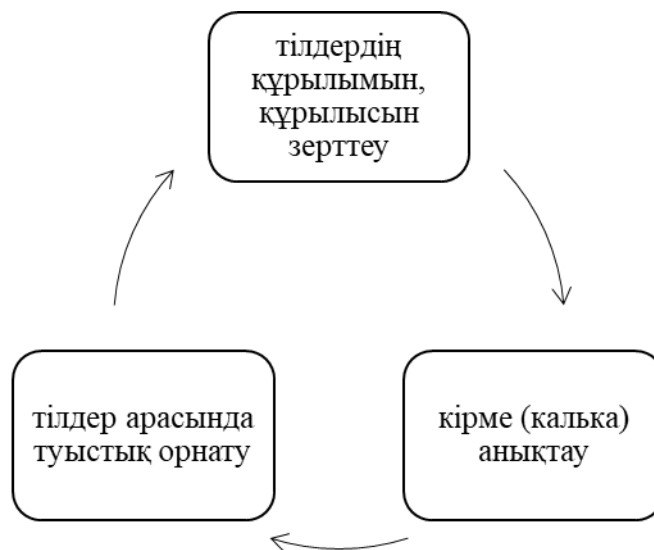 тілдердің
құрылымын,
құрылысын
зерттеу
тілдер арасында
туыстық орнату
кірме (калька)
анықтау